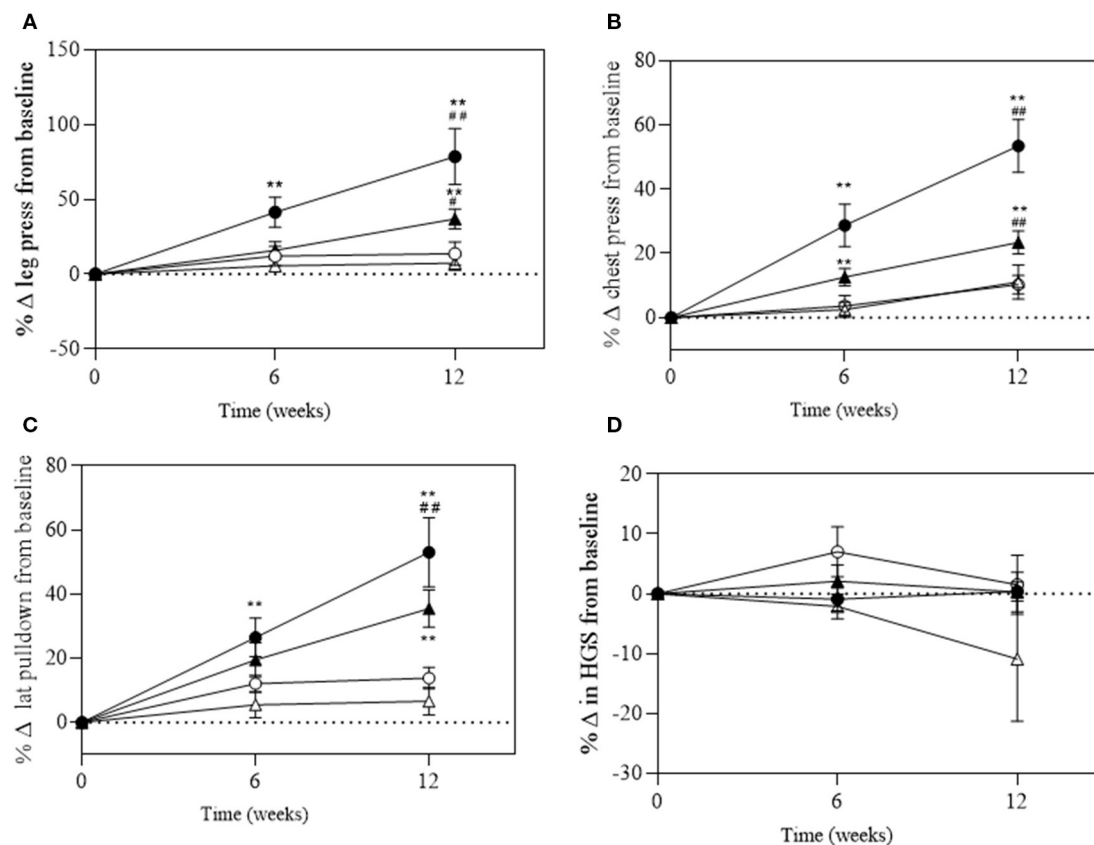 A
% Δ leg press from baseline
150
100
50
0
-50
**
**
##
**
#
0 6 12
Time (weeks)
B
% Δ chest press from baseline
80
60
40
20
0
**
**
**
##
**
##
0 6 12
Time (weeks)
C
% Δ lat pulldown from baseline
80
60
40
20
0
**
**
##
**
0 6 12
Time (weeks)
D
% Δ in HGS from baseline
20
10
0
-10
-20
-30
0 6 12
Time (weeks)